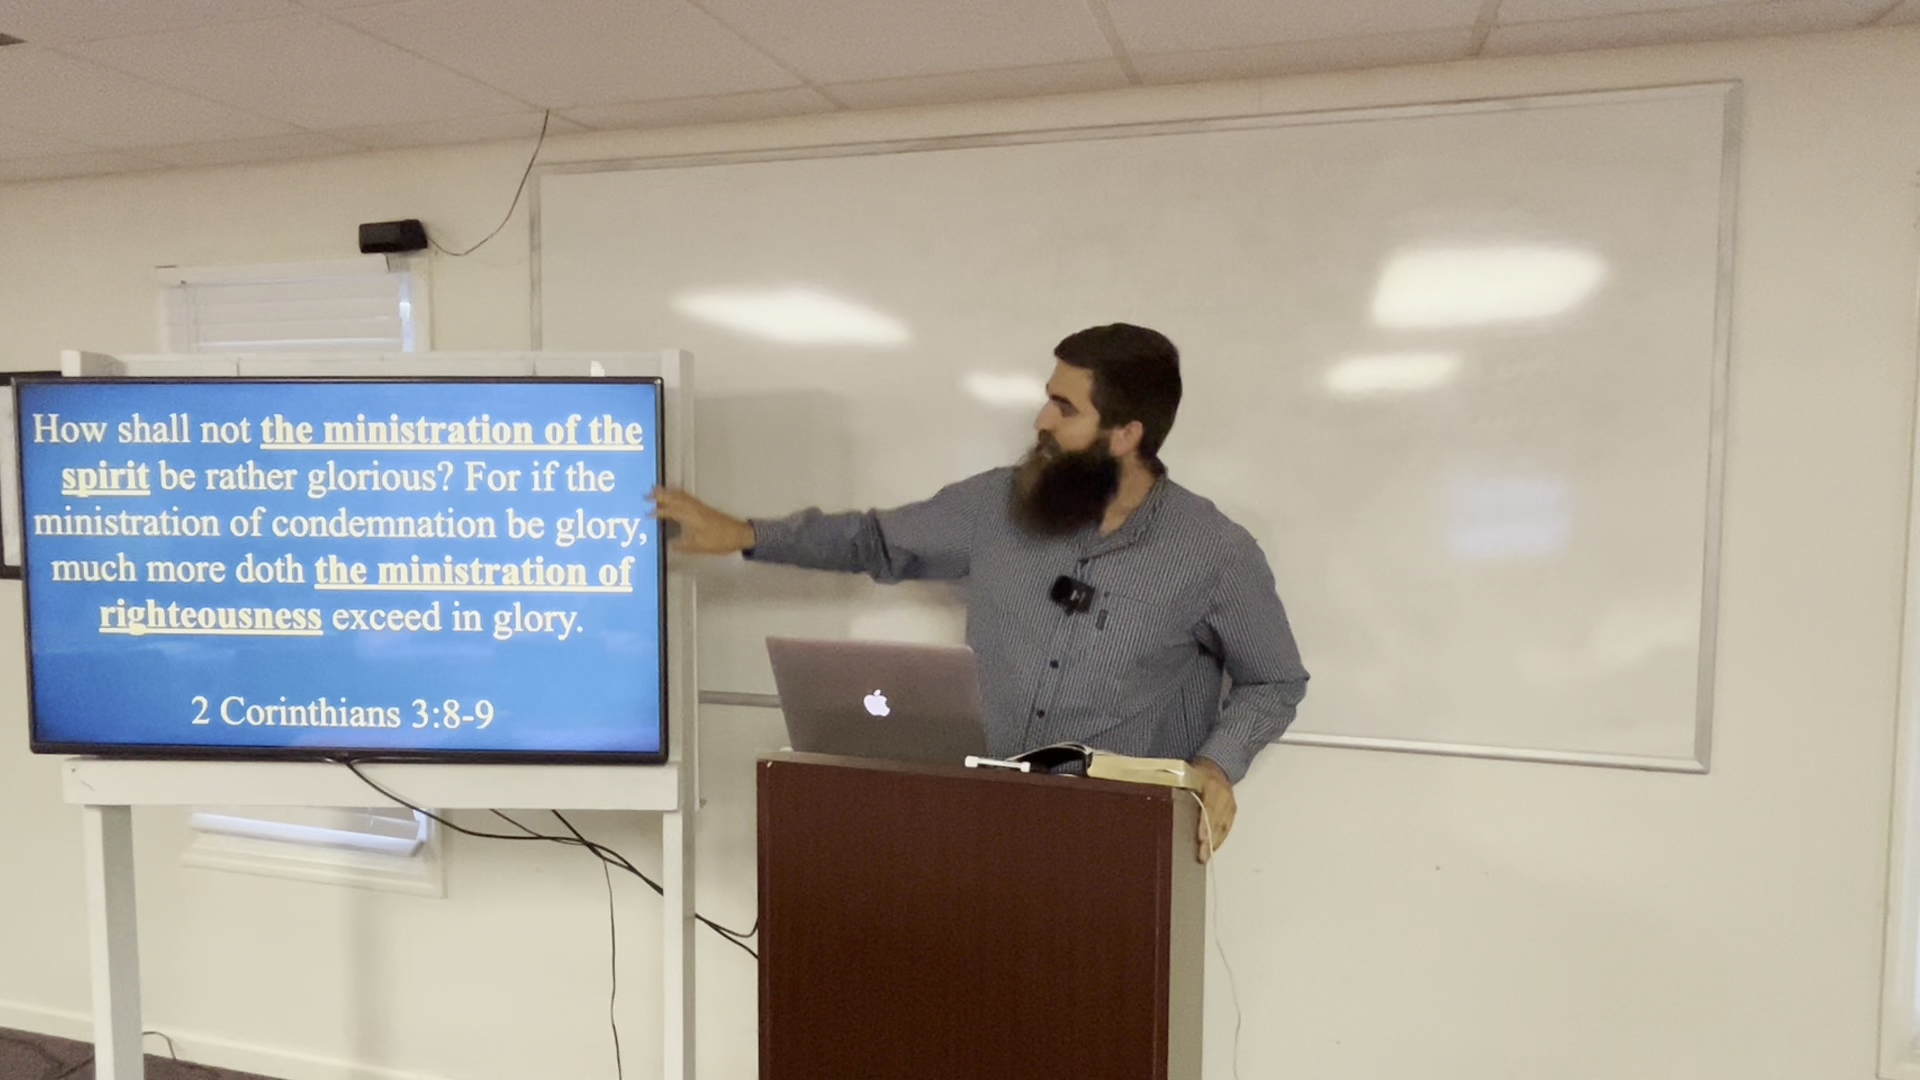 How shall not the ministration of the
spirit be rather glorious? For if the
ministration of condemnation be glory,
much more doth the ministration of
righteousness exceed in glory.
2 Corinthians 3:8-9